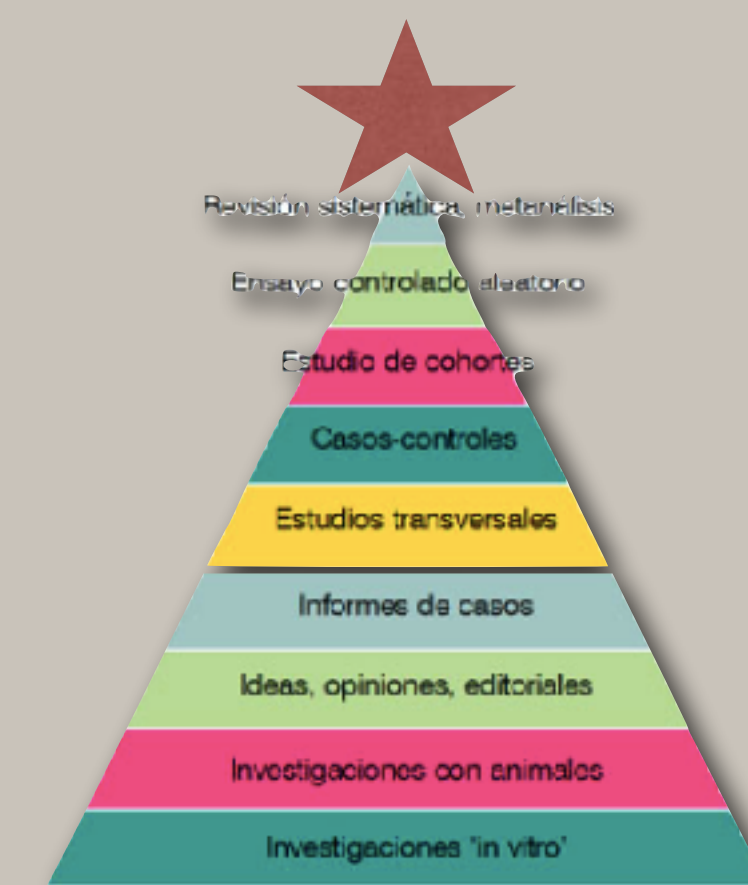 Revisión sistemática, metanálisis
Ensayo controlado aleatorio
Estudio de cohortes
Casos-controles
Estudios transversales
Informes de casos
Ideas, opiniones, editoriales
Investigaciones con animales
Investigaciones 'in vitro'